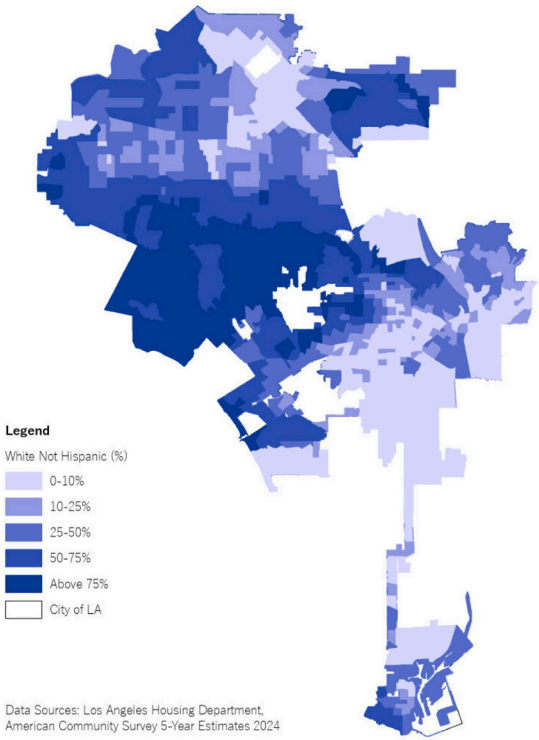 Legend
White Not Hispanic (%)
0-10%
10-25%
25-50%
50-75%
Above 75%
City of LA
Data Sources: Los Angeles Housing Department,
American Community Survey 5-Year Estimates 2024